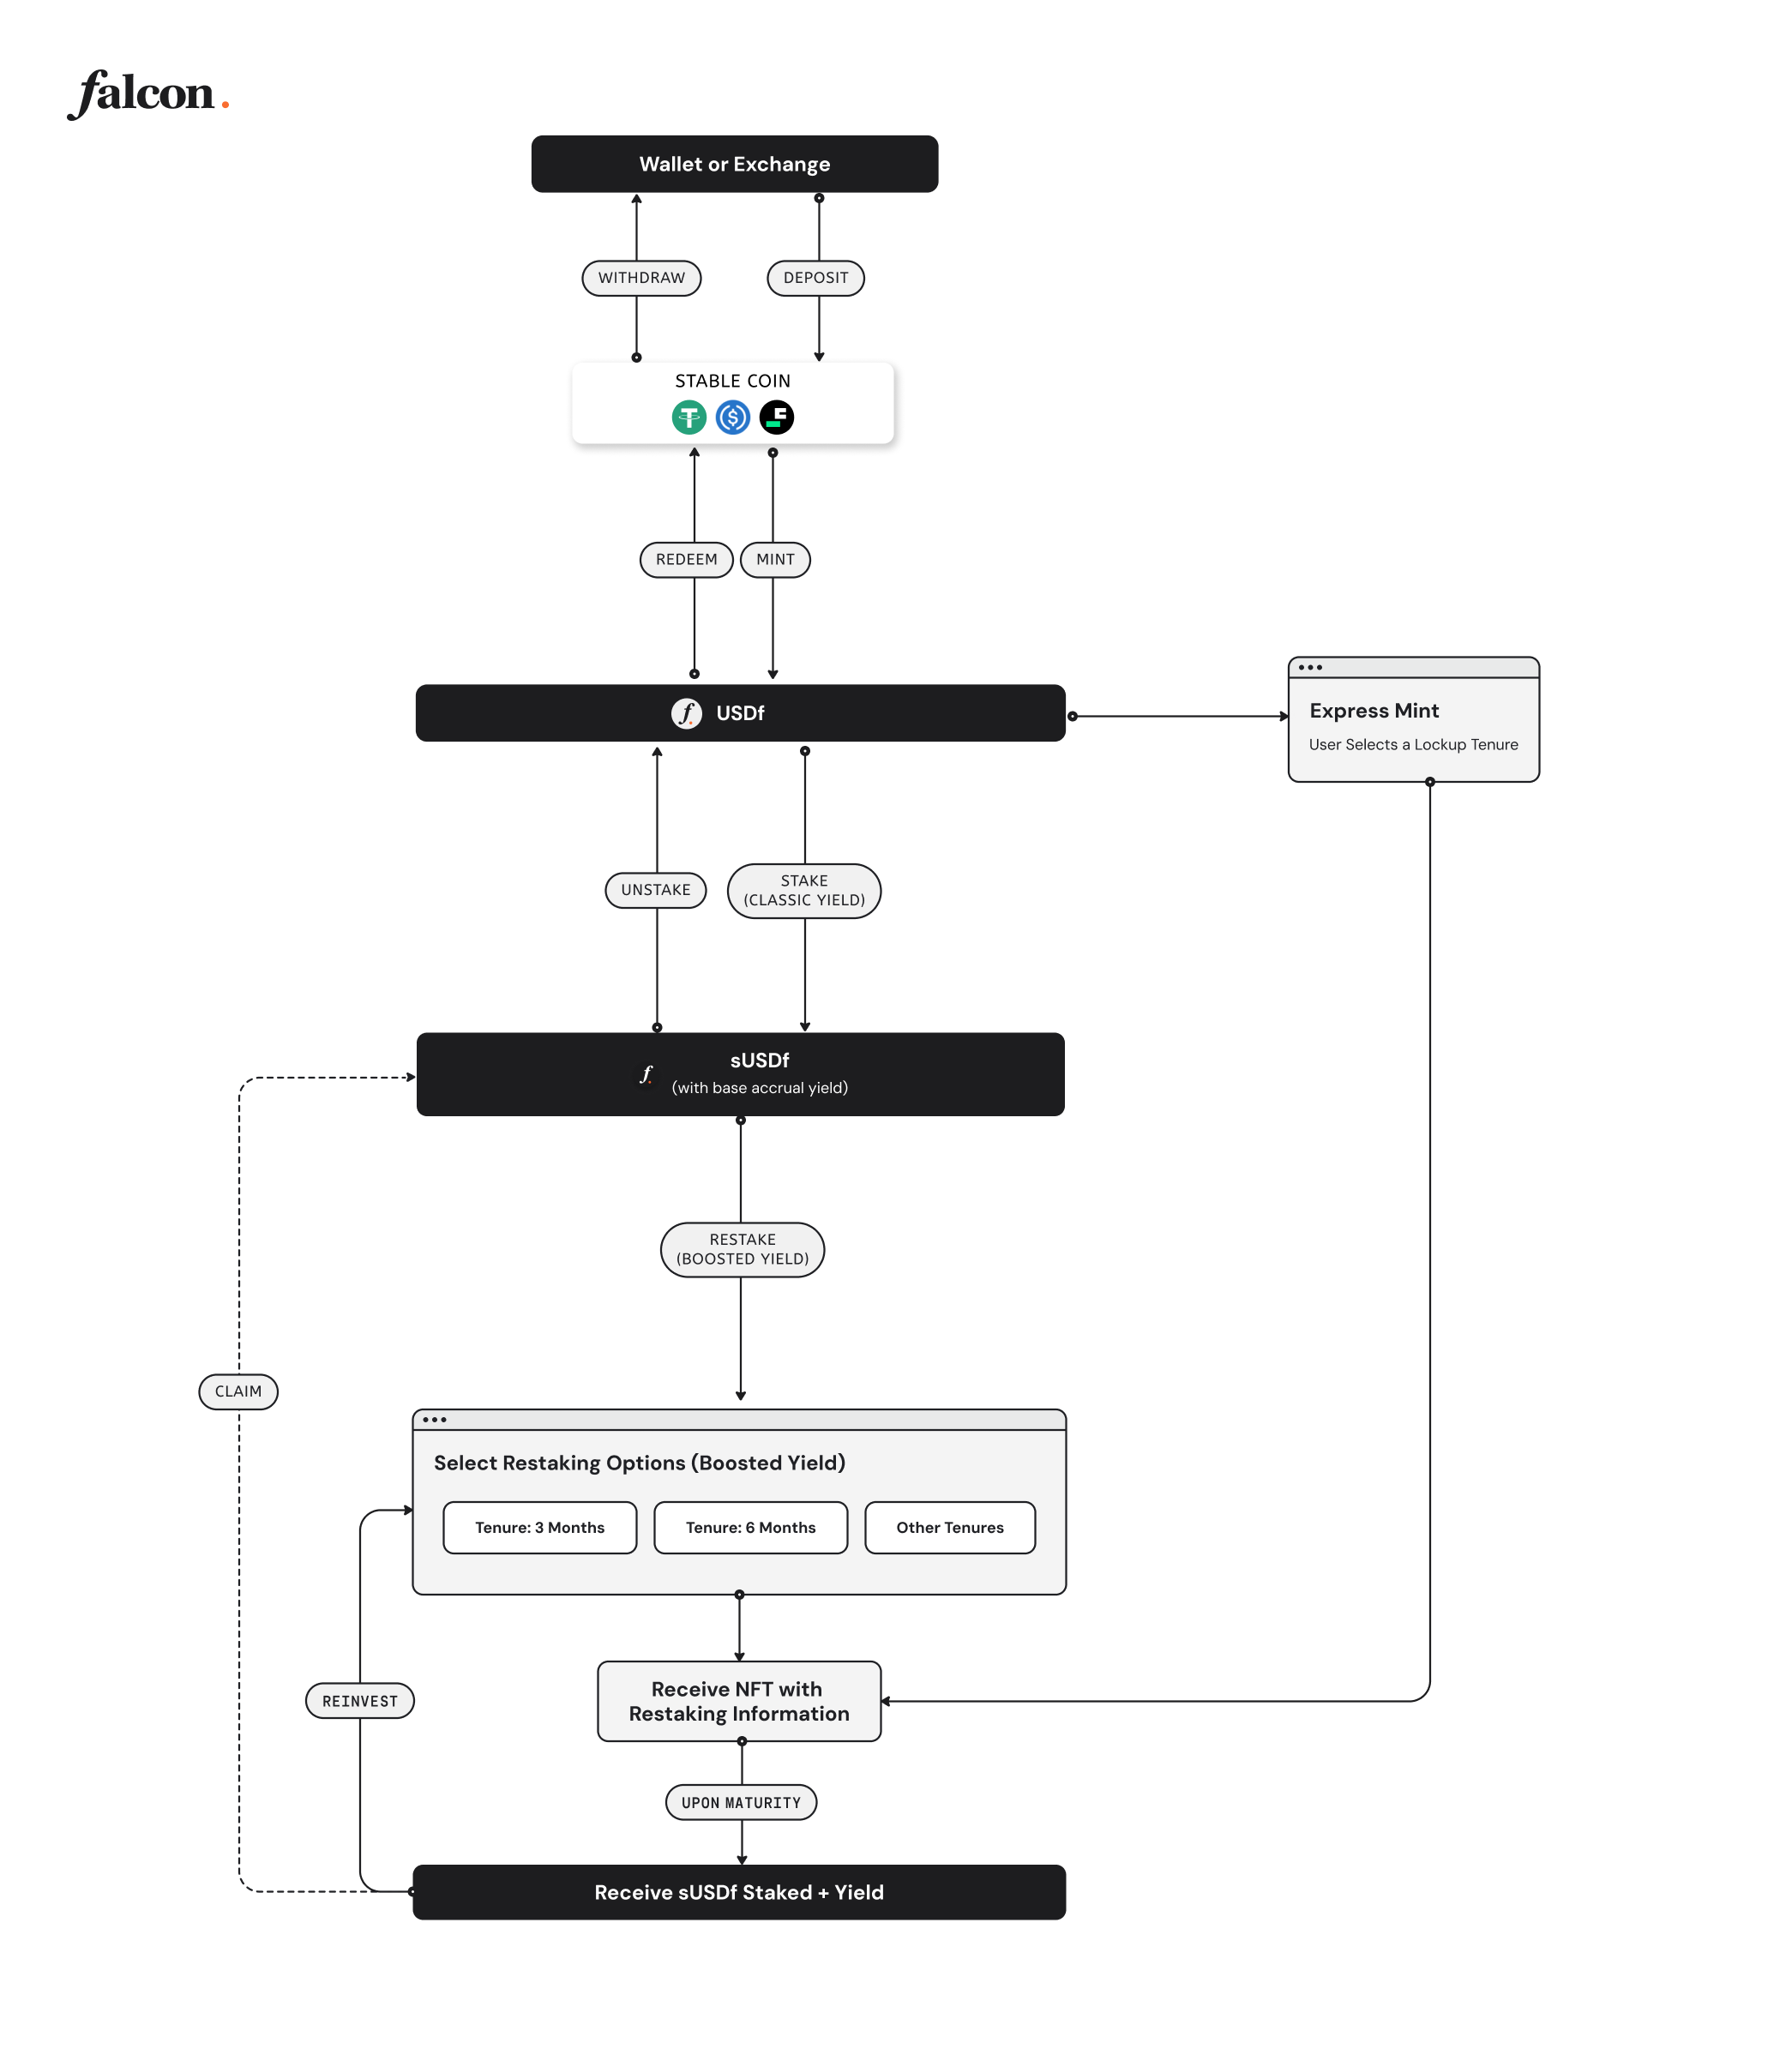 falcon.
Wallet or Exchange
WITHDRAW
DEPOSIT
STABLE COIN
REDEEM
MINT
USDf
Express Mint
User Selects a Lockup Tenure
UNSTAKE
STAKE
(CLASSIC YIELD)
sUSDf
(with base accrual yield)
RESTAKE
(BOOSTED YIELD)
CLAIM
Select Restaking Options (Boosted Yield)
Tenure: 3 Months
Tenure: 6 Months
Other Tenures
Receive NFT with
Restaking Information
REINVEST
UPON MATURITY
Receive sUSDf Staked + Yield